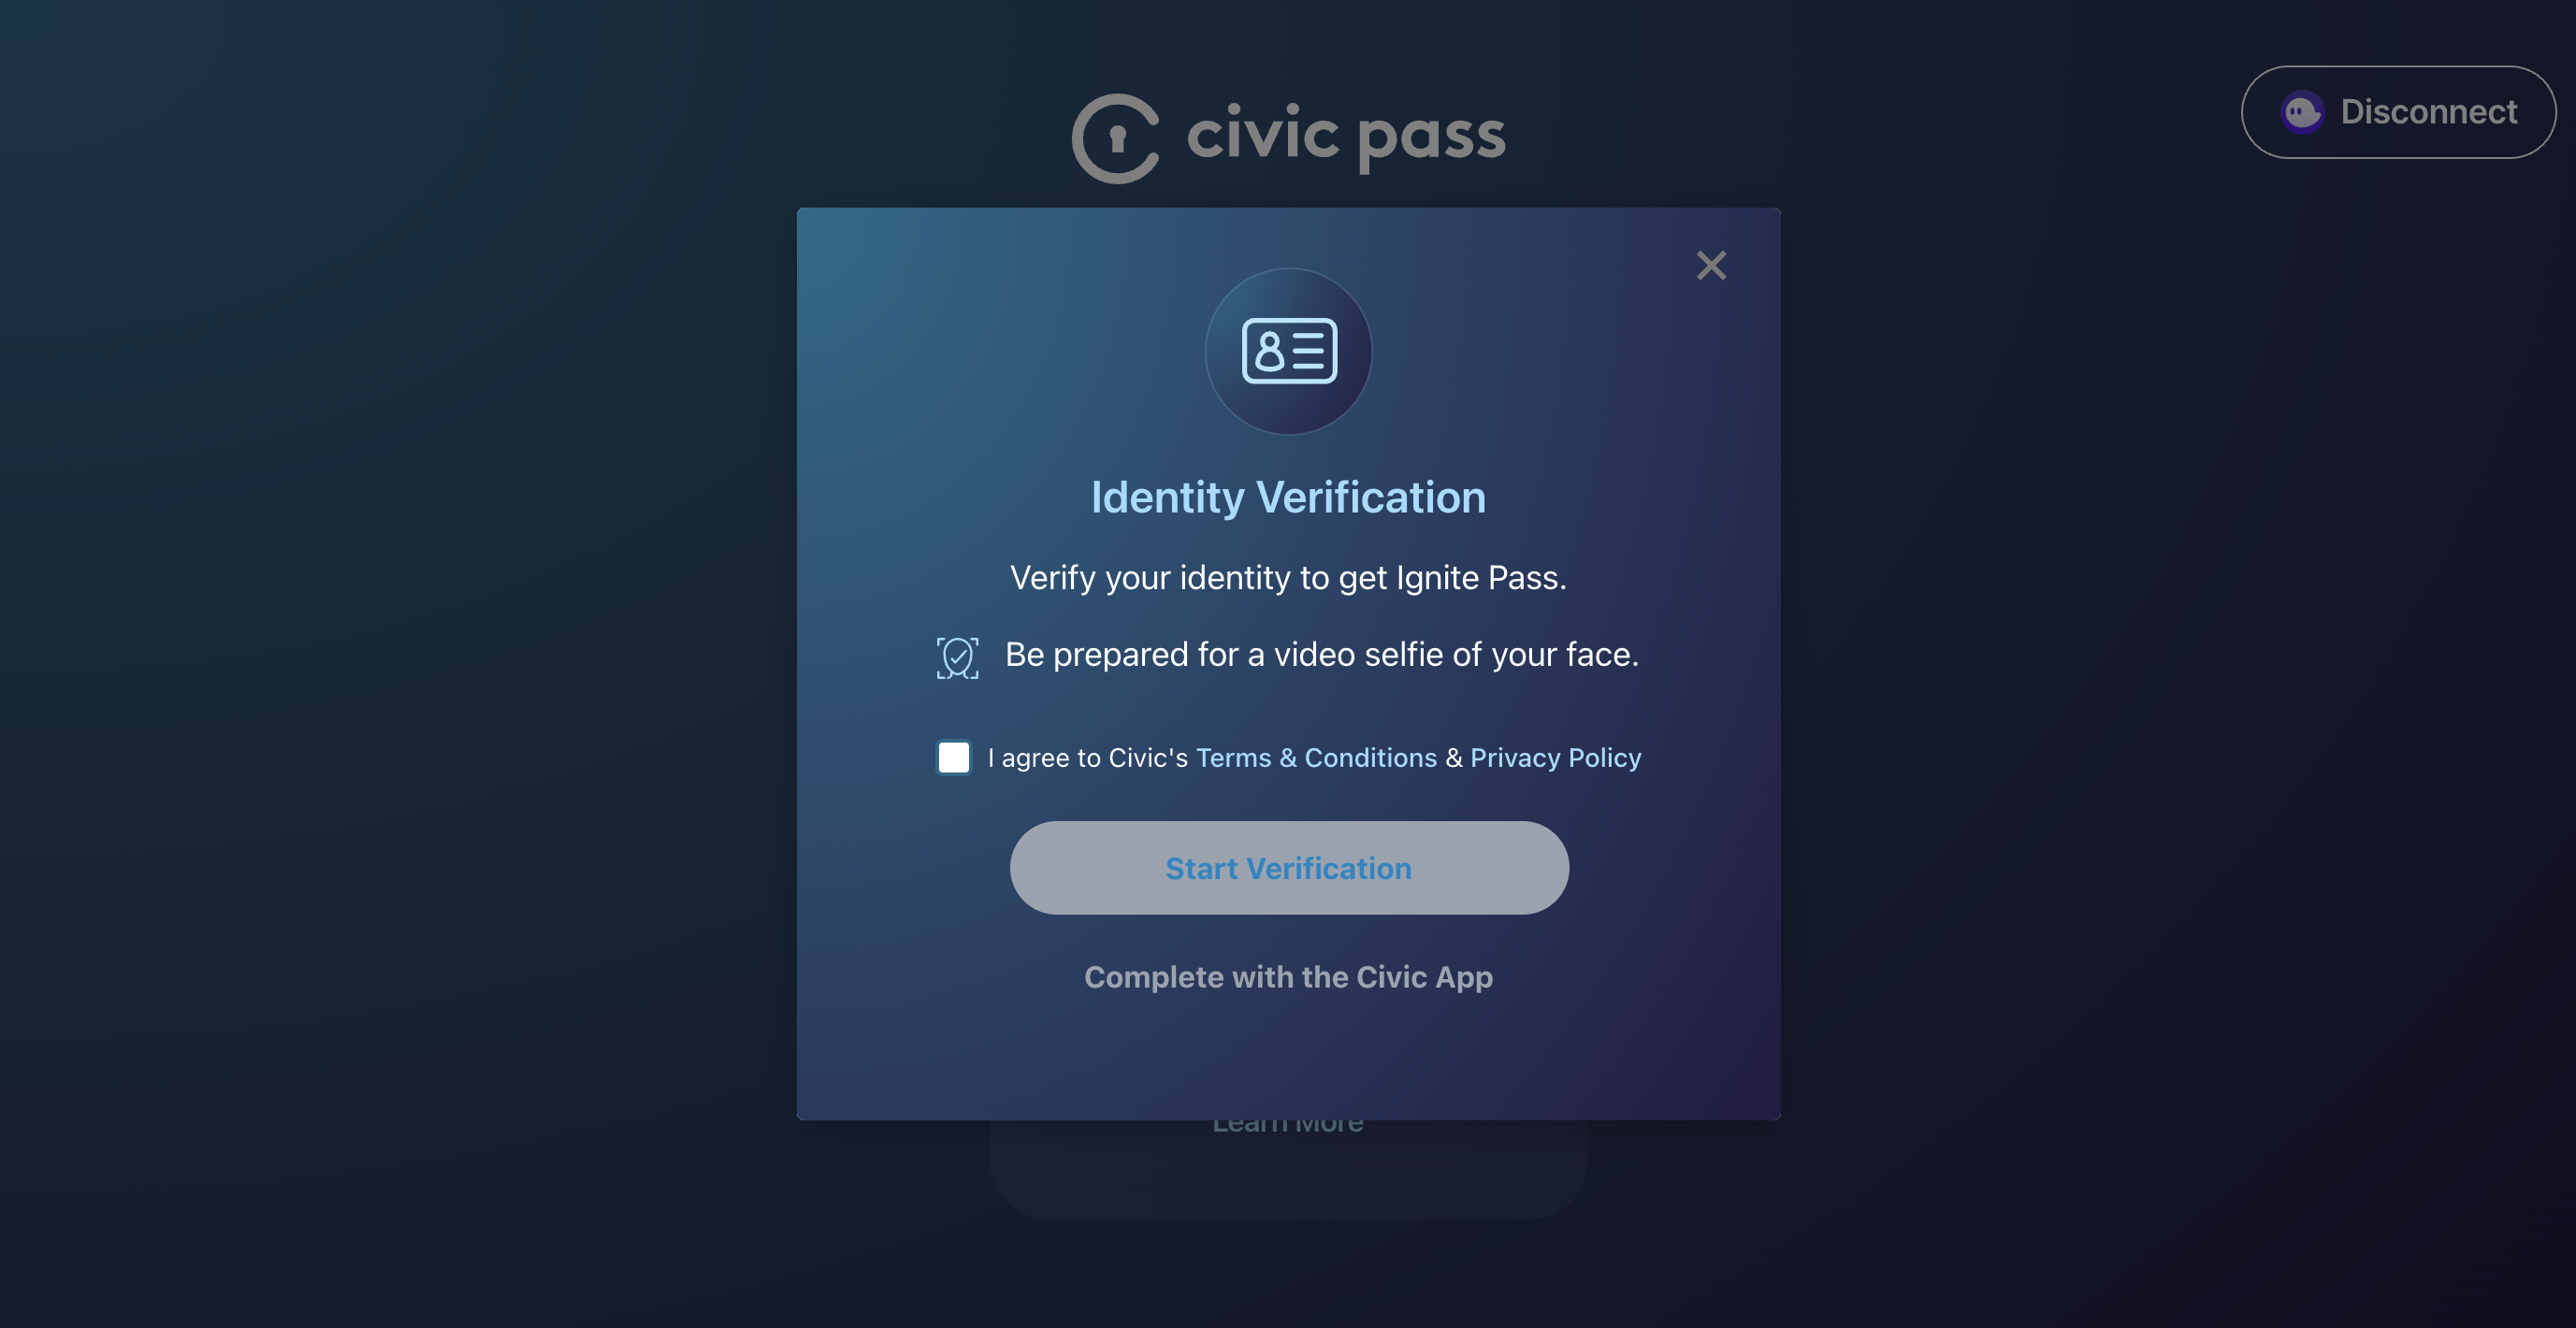 civic pass
Disconnect
Identity Verification
Verify your identity to get Ignite Pass.
Be prepared for a video selfie of your face.
I agree to Civic's Terms & Conditions & Privacy Policy
Start Verification
Complete with the Civic App
Learn More